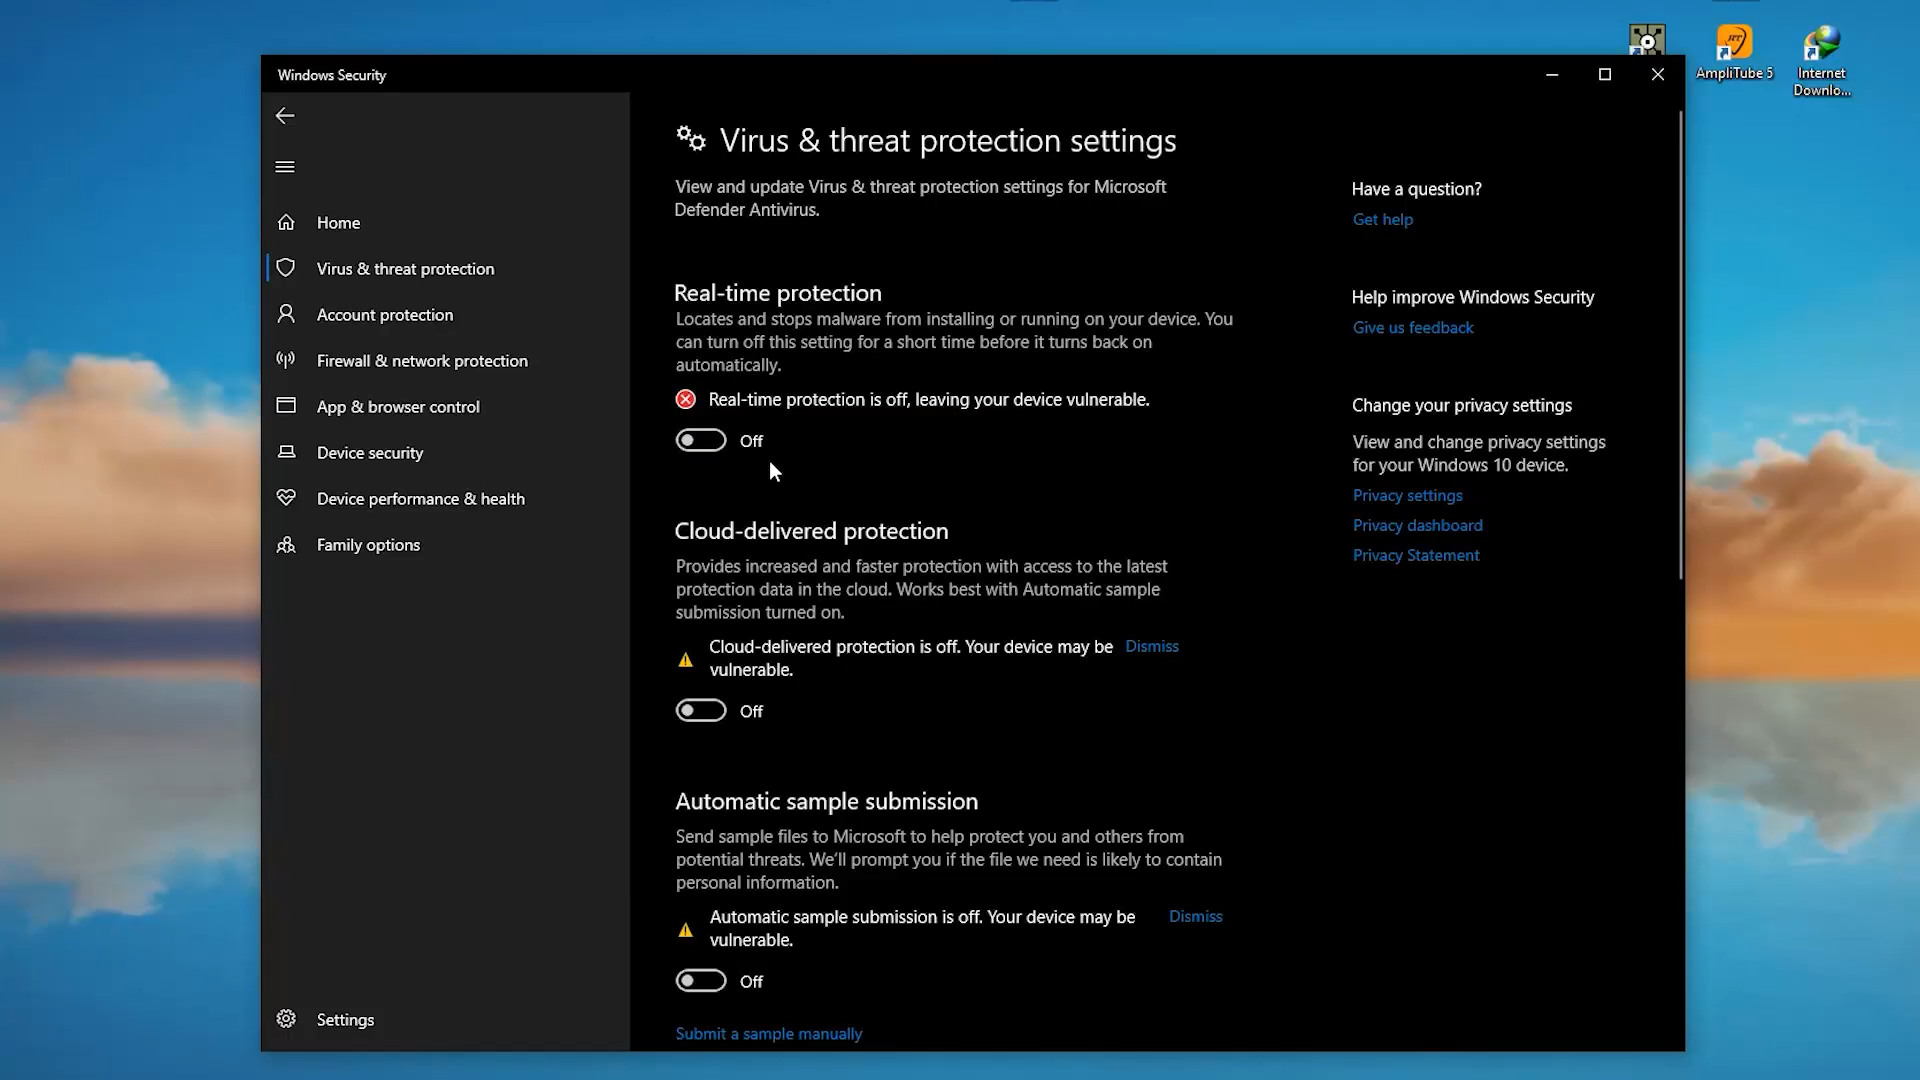 AmpliTube 5
Internet
Downlo...
Windows Security
Home
Virus & threat protection
Account protection
Firewall & network protection
App & browser control
Device security
Device performance & health
Family options
Settings
Virus & threat protection settings
View and update Virus & threat protection settings for Microsoft
Defender Antivirus.
Real-time protection
Locates and stops malware from installing or running on your device. You
can turn off this setting for a short time before it turns back on
automatically.
Real-time protection is off, leaving your device vulnerable.
Off
Cloud-delivered protection
Provides increased and faster protection with access to the latest
protection data in the cloud. Works best with Automatic sample
submission turned on.
Cloud-delivered protection is off. Your device may be
vulnerable.
Dismiss
Off
Automatic sample submission
Send sample files to Microsoft to help protect you and others from
potential threats. We'll prompt you if the file we need is likely to contain
personal information.
Automatic sample submission is off. Your device may be
vulnerable.
Dismiss
Off
Submit a sample manually
Have a question?
Get help
Help improve Windows Security
Give us feedback
Change your privacy settings
View and change privacy settings
for your Windows 10 device.
Privacy settings
Privacy dashboard
Privacy Statement